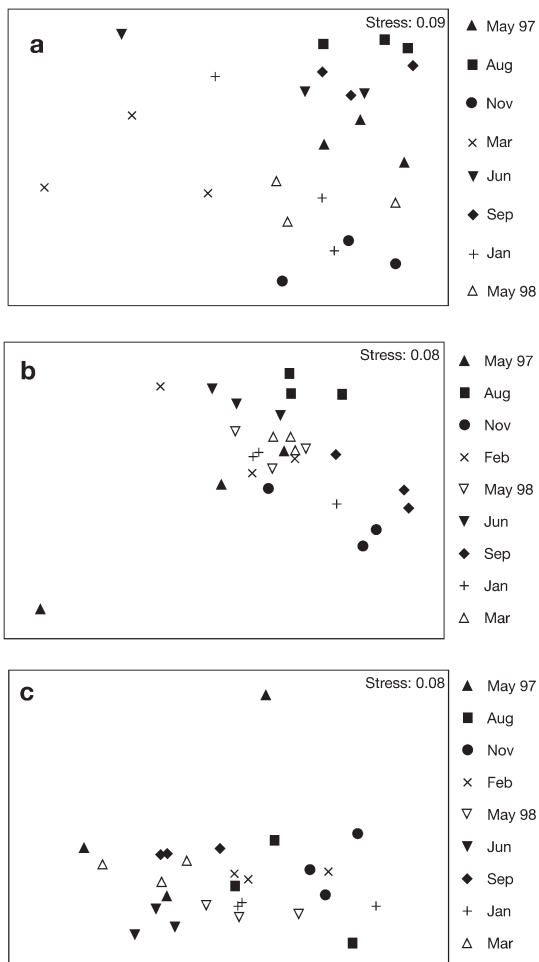 a
Stress: 0.09
May 97
Aug
Nov
Mar
Jun
Sep
Jan
May 98
b
Stress: 0.08
May 97
Aug
Nov
Feb
May 98
Jun
Sep
Jan
Mar
c
Stress: 0.08
May 97
Aug
Nov
Feb
May 98
Jun
Sep
Jan
Mar